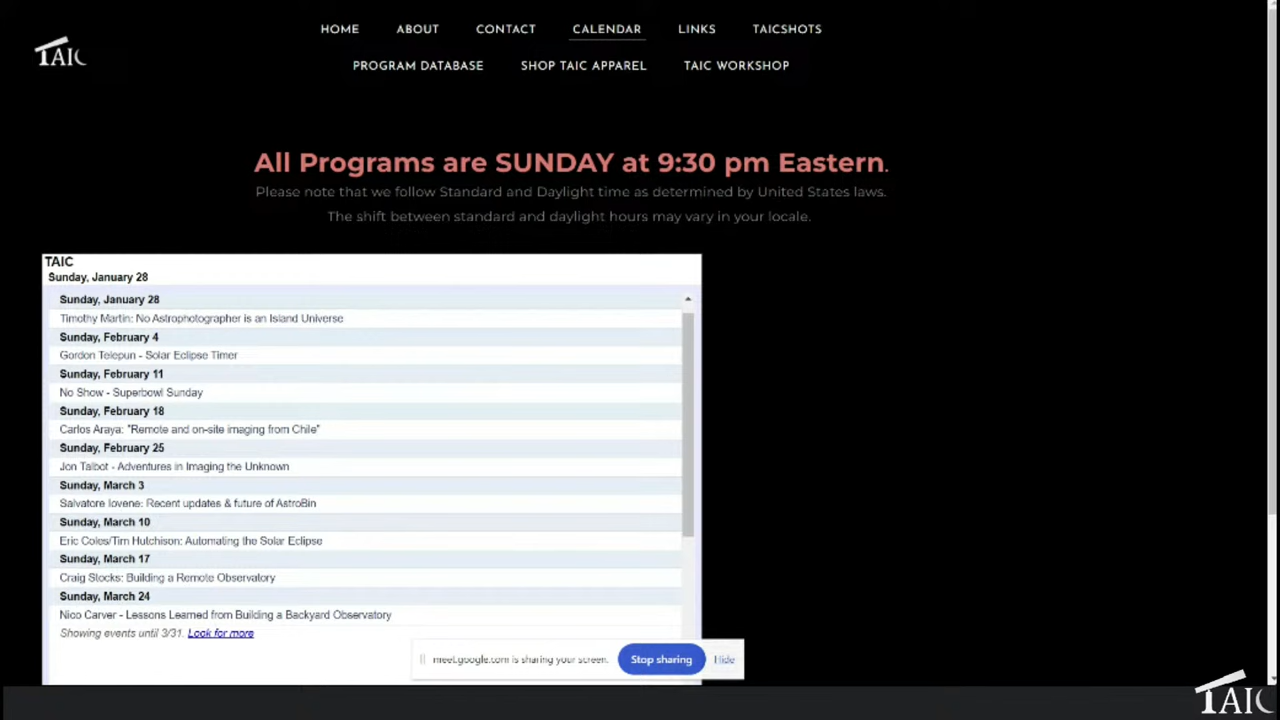 HOME ABOUT CONTACT CALENDAR LINKS TAICSHOTS
TAIC
PROGRAM DATABASE SHOP TAIC APPAREL TAIC WORKSHOP
All Programs are SUNDAY at 9:30 pm Eastern.
Please note that we follow Standard and Daylight time as determined by United States laws.
The shift between standard and daylight hours may vary in your locale.
TAIC
Sunday, January 28
Sunday, January 28
Timothy Martin: No Astrophotographer is an Island Universe
Sunday, February 4
Gordon Telepun - Solar Eclipse Timer
Sunday, February 11
No Show - Superbowl Sunday
Sunday, February 18
Carlos Araya: "Remote and on-site imaging from Chile"
Sunday, February 25
Jon Talbot - Adventures in Imaging the Unknown
Sunday, March 3
Salvatore Iovene: Recent updates & future of AstroBin
Sunday, March 10
Eric Coles/Tim Hutchison: Automating the Solar Eclipse
Sunday, March 17
Craig Stocks: Building a Remote Observatory
Sunday, March 24
Nico Carver - Lessons Learned from Building a Backyard Observatory
Showing events until 3/31. Look for more
meet.google.com is sharing your screen. Stop sharing Hide
TAIC